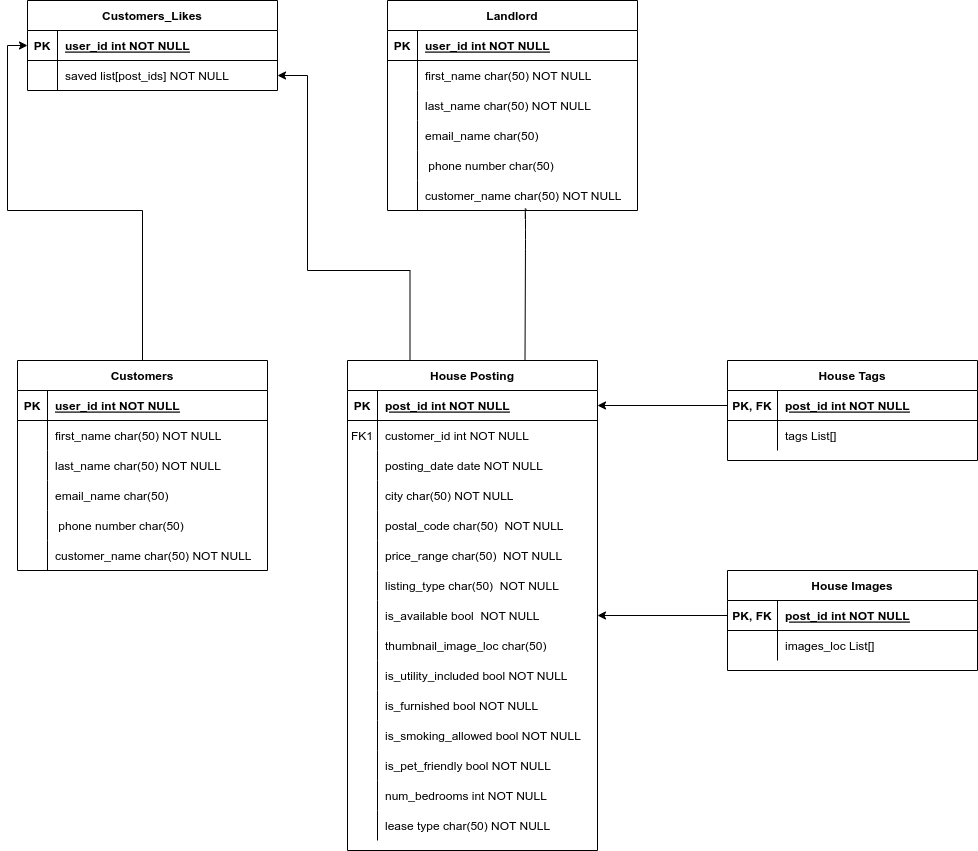 Customers_Likes
PK user_id int NOT NULL
saved list[post_ids] NOT NULL
Landlord
PK user_id int NOT NULL
first_name char(50) NOT NULL
last_name char(50) NOT NULL
email_name char(50)
phone number char(50)
customer_name char(50) NOT NULL
Customers
PK user_id int NOT NULL
first_name char(50) NOT NULL
last_name char(50) NOT NULL
email_name char(50)
phone number char(50)
customer_name char(50) NOT NULL
House Posting
PK post_id int NOT NULL
FK1 customer_id int NOT NULL
posting_date date NOT NULL
city char(50) NOT NULL
postal_code char(50) NOT NULL
price_range char(50) NOT NULL
listing_type char(50) NOT NULL
is_available bool NOT NULL
thumbnail_image_loc char(50)
is_utility_included bool NOT NULL
is_furnished bool NOT NULL
is_smoking_allowed bool NOT NULL
is_pet_friendly bool NOT NULL
num_bedrooms int NOT NULL
lease type char(50) NOT NULL
House Tags
PK, FK post_id int NOT NULL
tags List[]
House Images
PK, FK post_id int NOT NULL
images_loc List[]